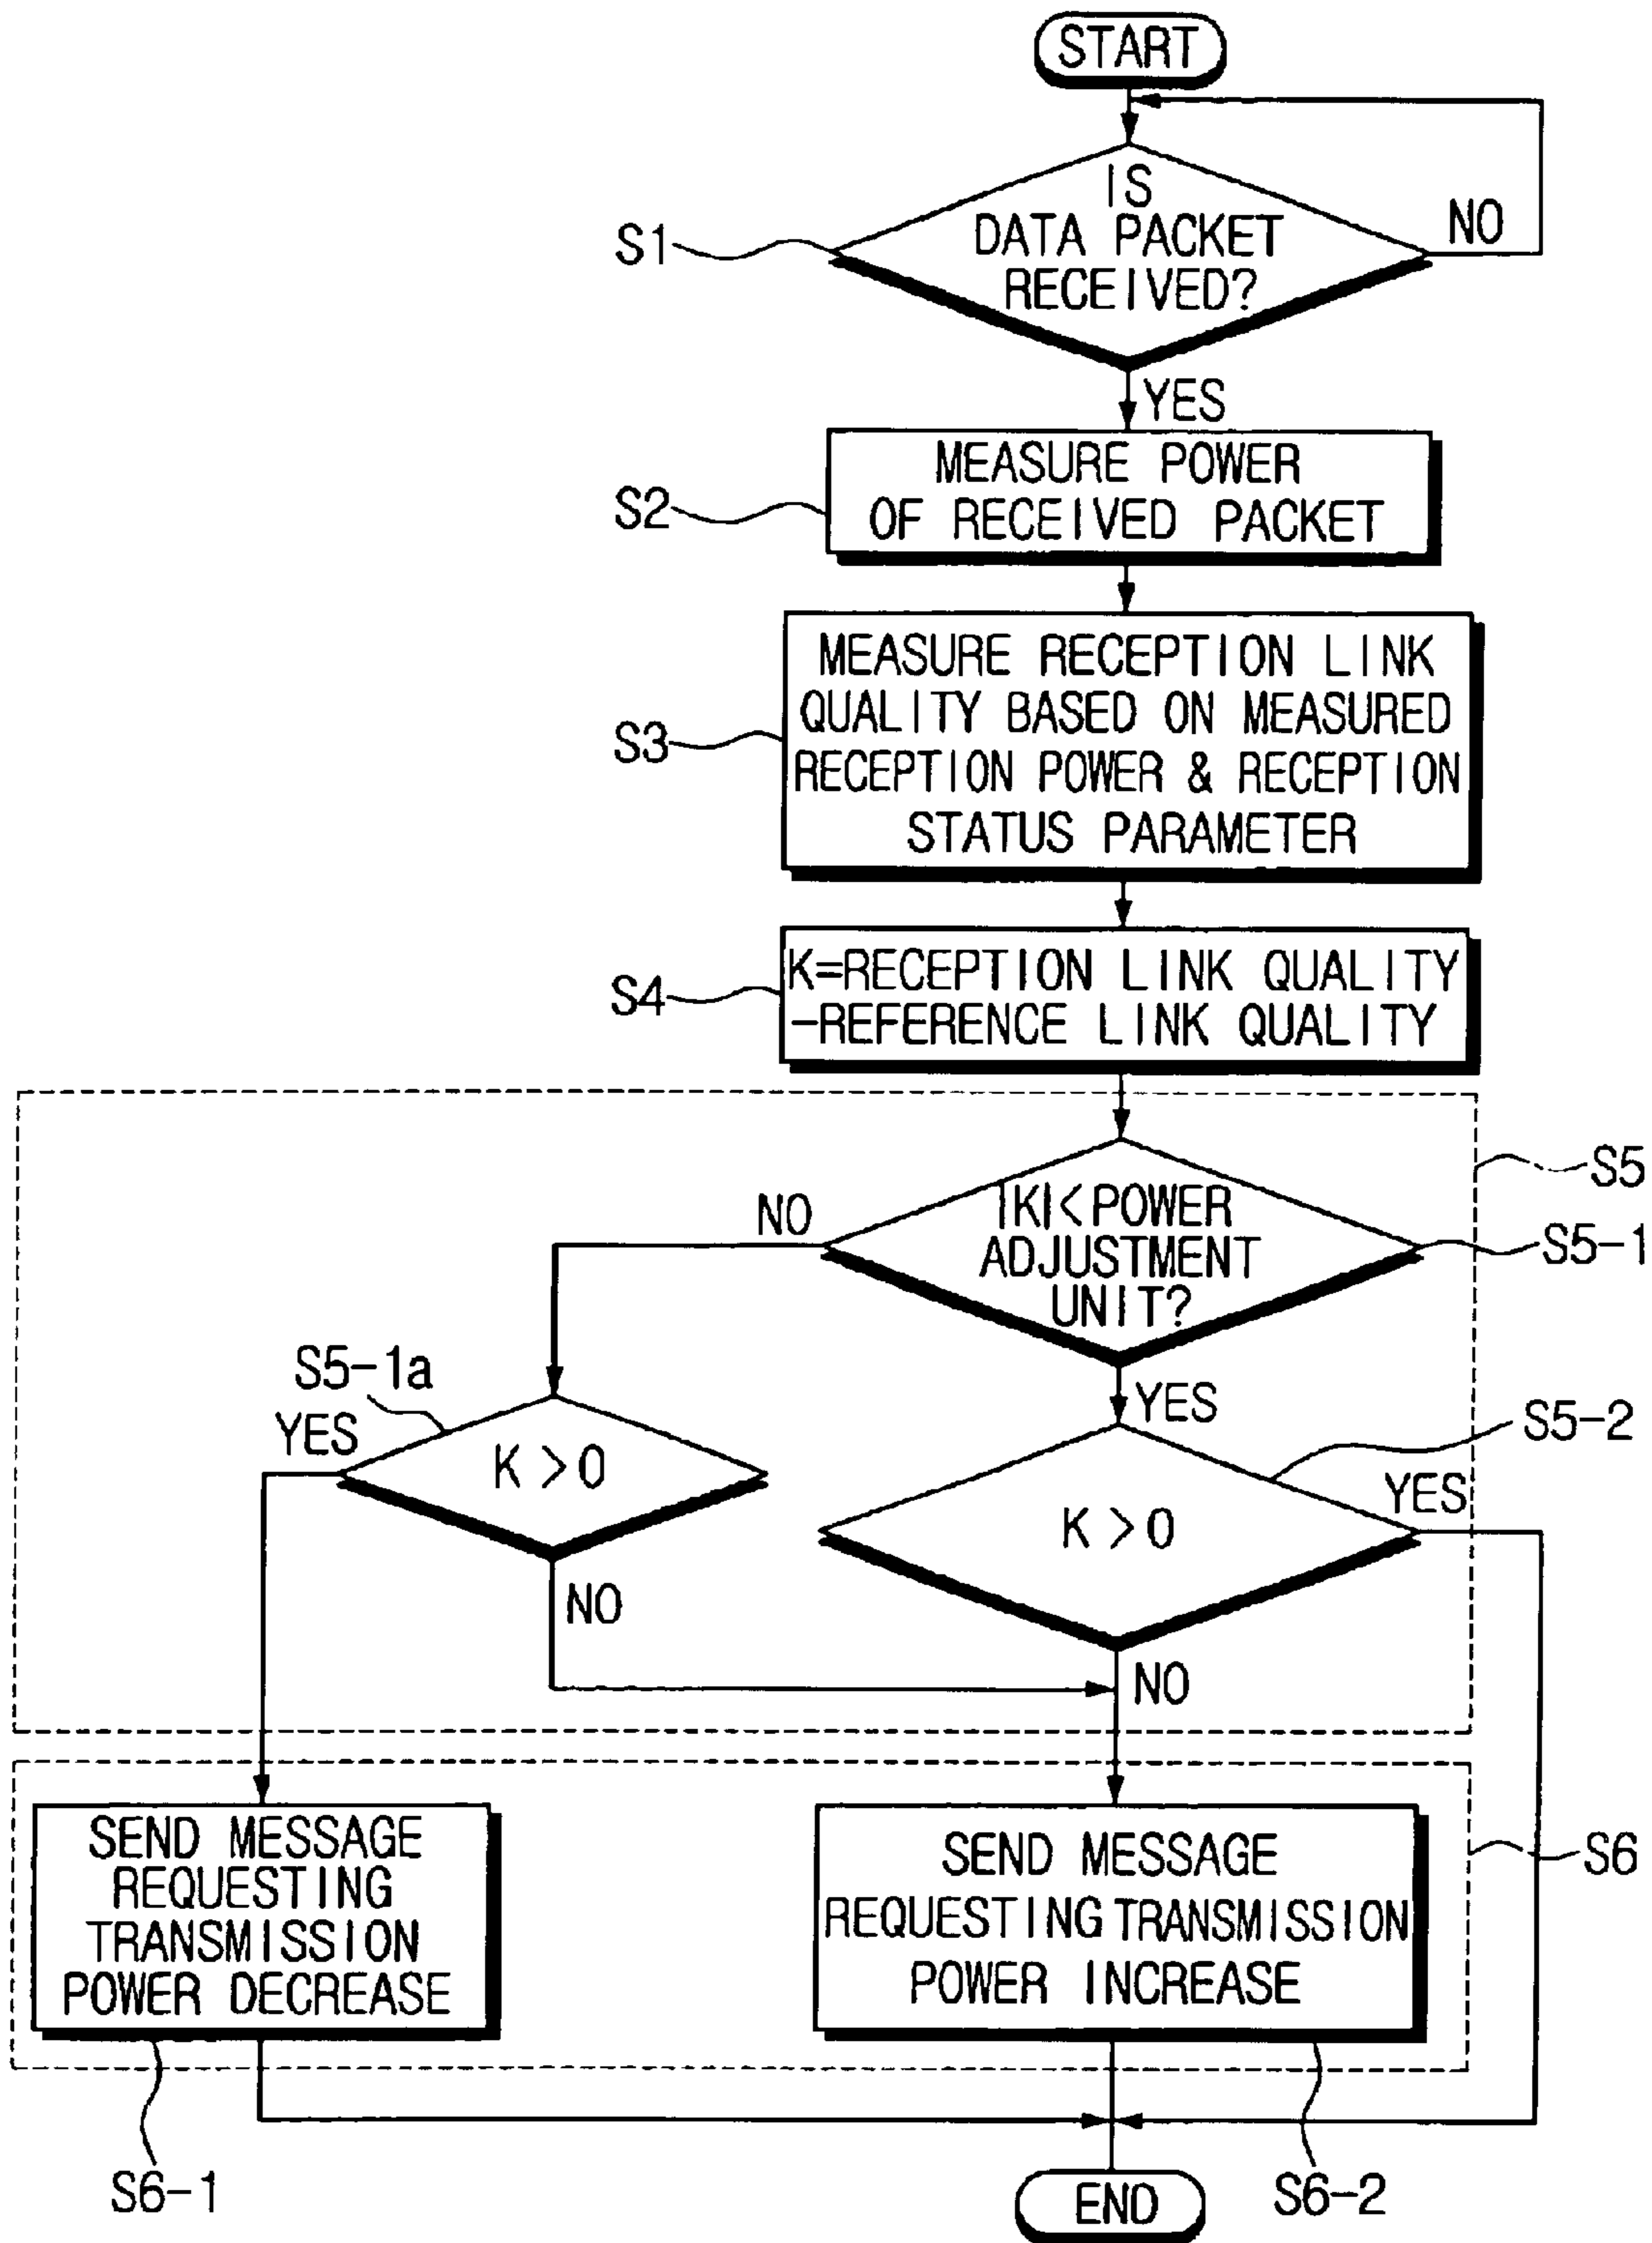 START
IS
DATA PACKET
RECEIVED?
NO
S1
YES
MEASURE POWER
OF RECEIVED PACKET
S2
MEASURE RECEPTION LINK
QUALITY BASED ON MEASURED
RECEPTION POWER & RECEPTION
STATUS PARAMETER
S3
K=RECEPTION LINK QUALITY
-REFERENCE LINK QUALITY
S4
S5
|K|<POWER
ADJUSTMENT
UNIT?
NO
S5-1
YES
S5-1a
YES
K >0
NO
S5-2
YES
K >0
NO
SEND MESSAGE
REQUESTING
TRANSMISSION
POWER DECREASE
SEND MESSAGE
REQUESTING TRANSMISSION
POWER INCREASE
S6
S6-1
S6-2
END